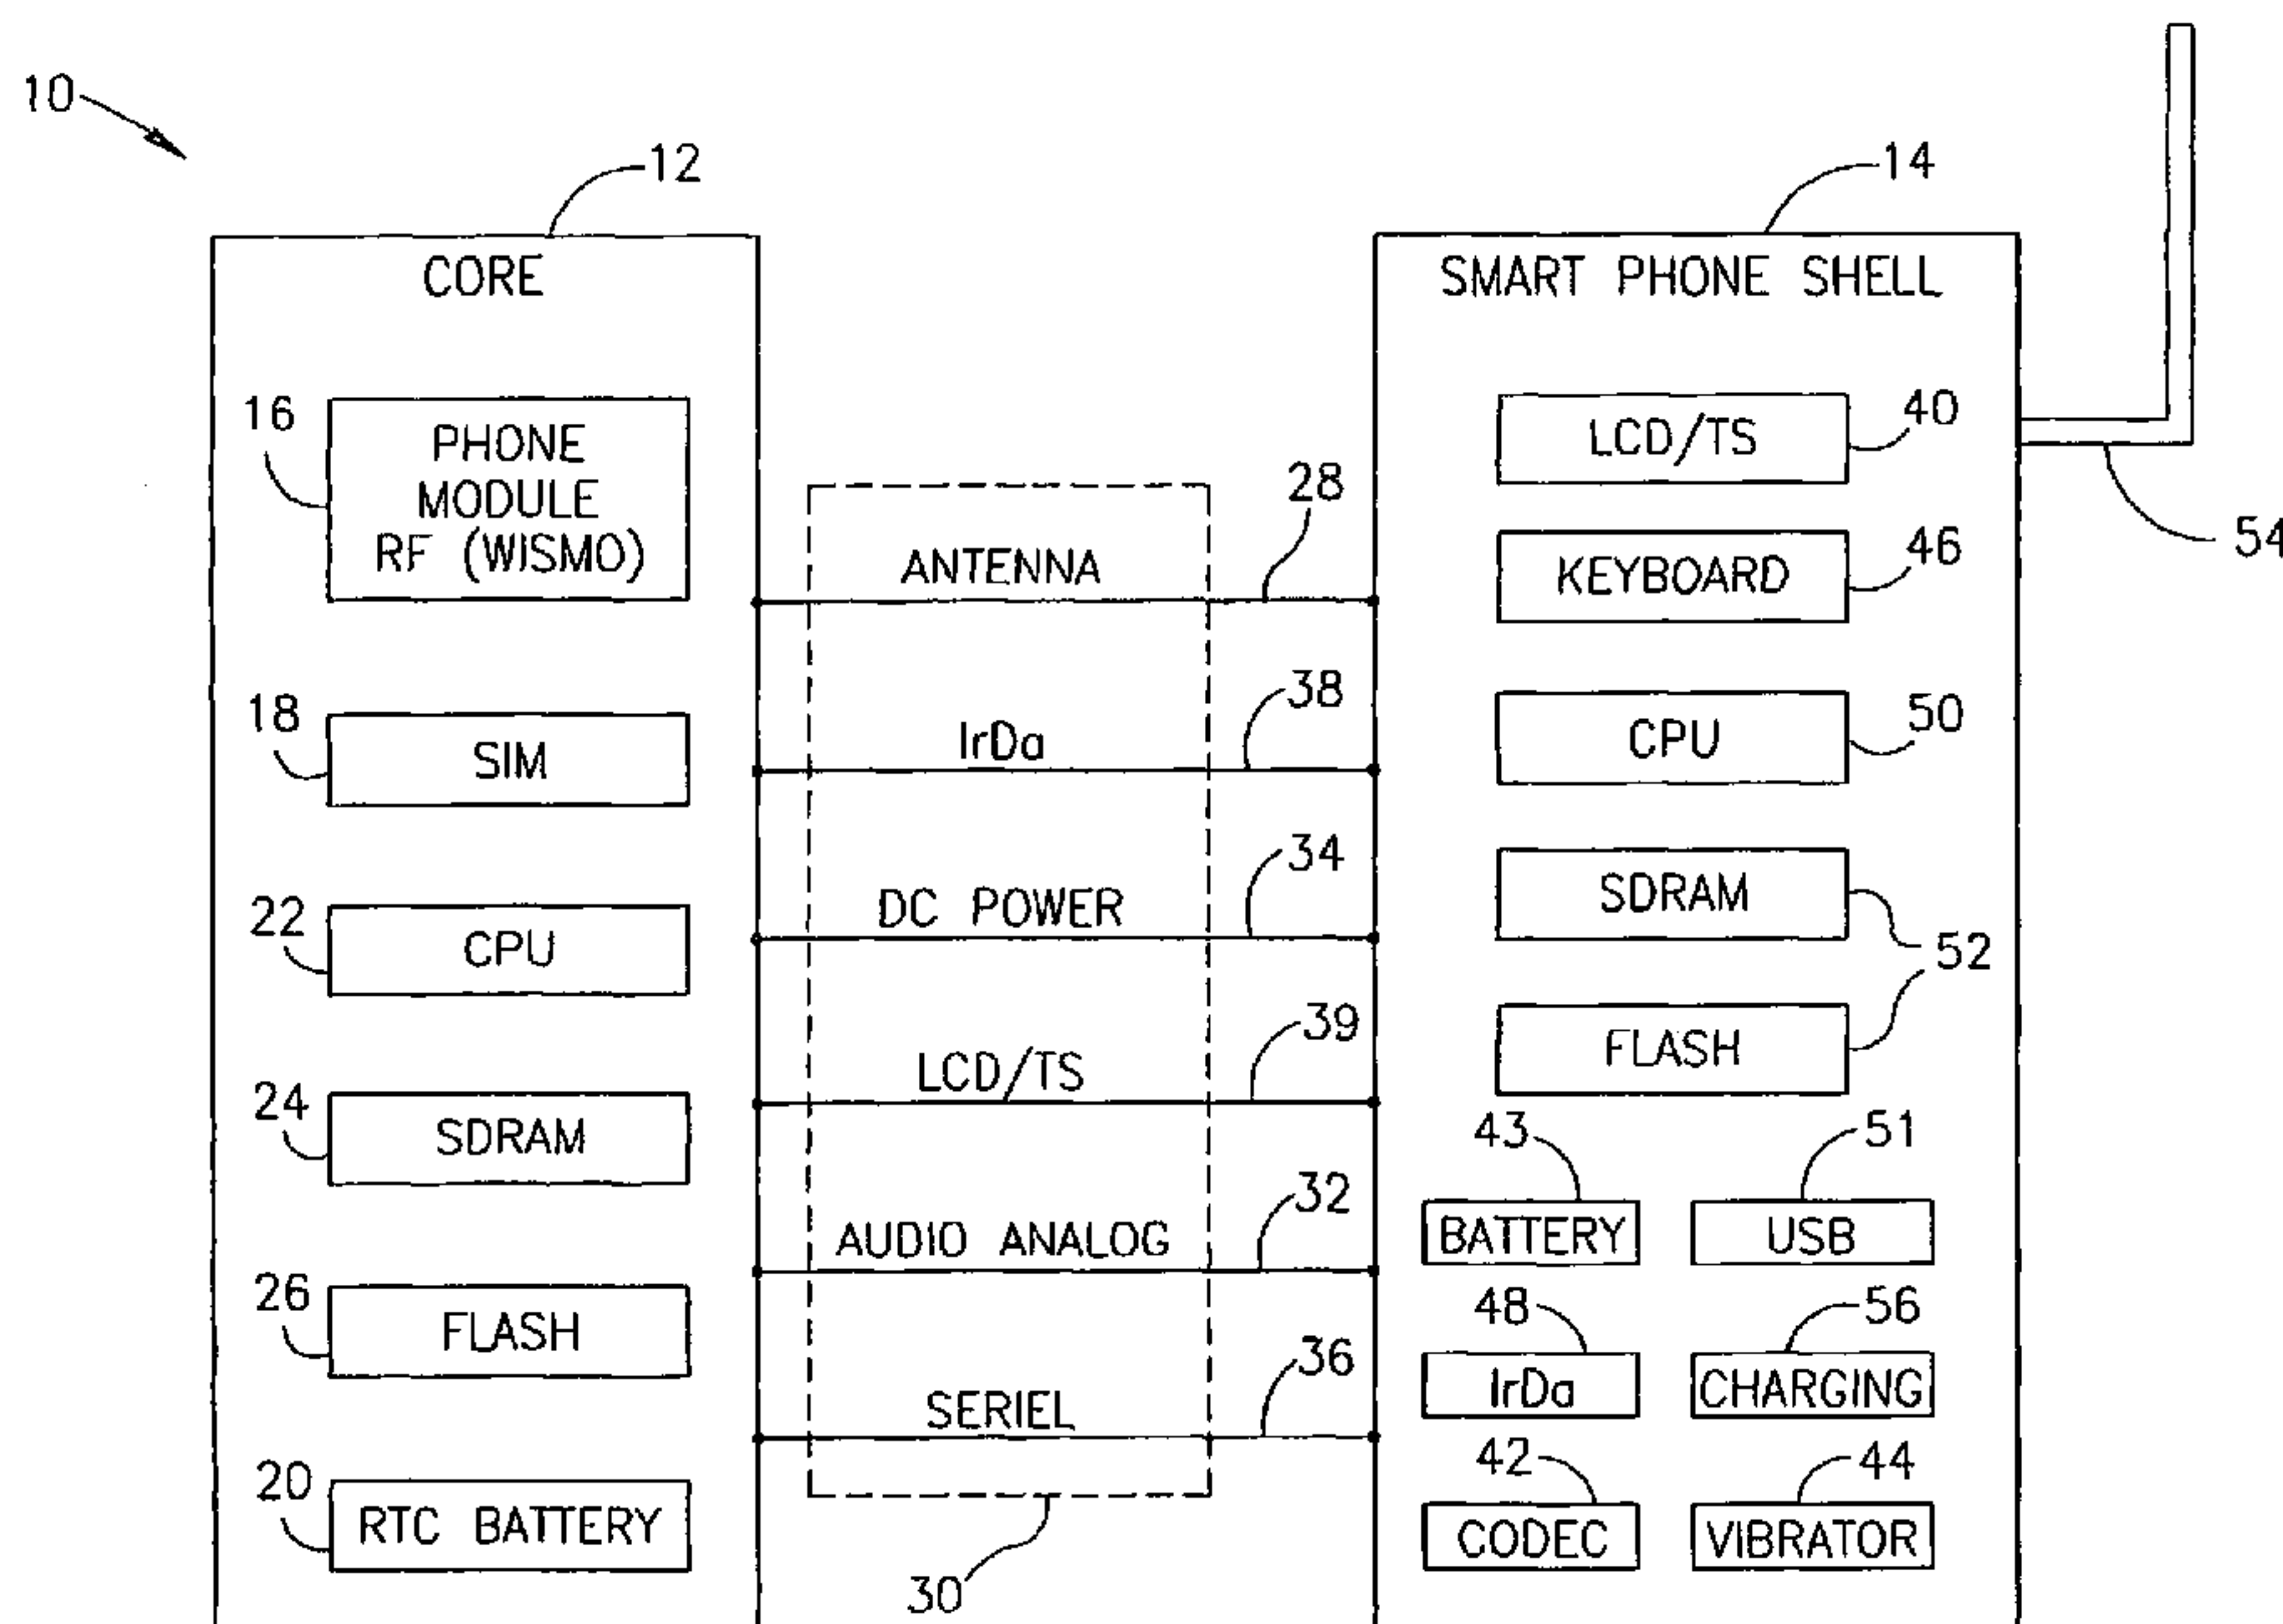 10
12
14
CORE
SMART PHONE SHELL
16
PHONE
MODULE
RF (WISMO)
18
SIM
22
CPU
24
SDRAM
26
FLASH
20
RTC BATTERY
ANTENNA
28
IrDa
38
DC POWER
34
LCD/TS
39
AUDIO ANALOG
32
SERIEL
36
30
LCD/TS
40
54
KEYBOARD
46
CPU
50
SDRAM
52
FLASH
43
51
BATTERY
USB
48
56
IrDa
CHARGING
42
44
CODEC
VIBRATOR